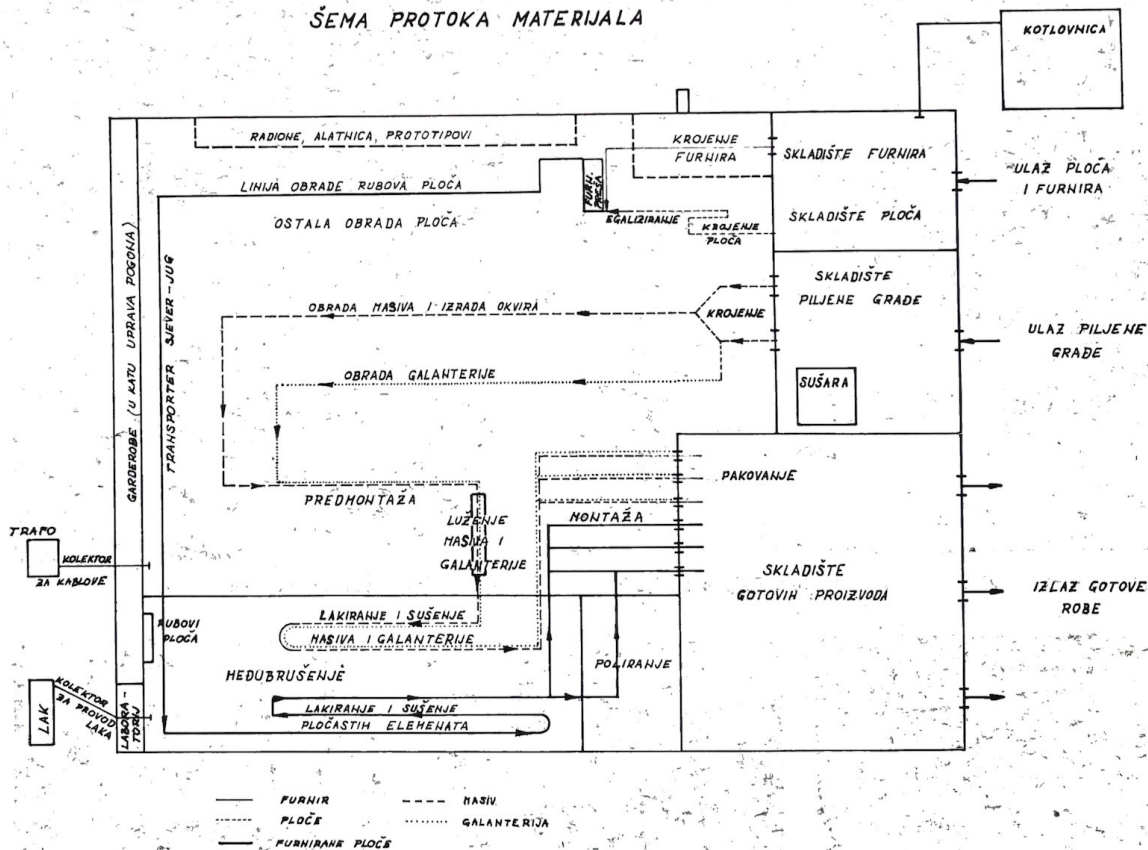 ŠEMA PROTOKA MATERIJALA
KOTLOVNICA
RADIONE, ALATNICA, PROTOTIPOVI
KROJENJE
FURNIRA
SKLADIŠTE FURNIRA
ULAZ PLOČA
I FURNIRA
LINIJA OBRADE RUBOVA PLOČA
FURN.
PREŠA
OSTALA OBRADA PLOČA
EGALIZIRANJE
KROJENJE
PLOČA
SKLADIŠTE PLOČA
GARDEROBE (U KATU UPRAVA POGONA)
TRANSPORTER SJEVER-JUG
OBRADA MASIVA I IZRADA OKVIRA
KROJENJE
SKLADIŠTE
PILJENE GRAĐE
ULAZ PILJENE
GRAĐE
OBRADA GALANTERIJE
SUŠARA
PREDMONTAŽA
LUŽENJE
MASIVA I
GALANTERIJE
MONTAŽA
PAKOVANJE
TRAFO
KOLEKTOR
ZA KABLOVE
SKLADIŠTE
GOTOVIH PROIZVODA
IZLAZ GOTOVE
ROBE
RUBOVI
PLOČA
LAKIRANJE I SUŠENJE
MASIVA I GALANTERIJE
MEĐUBRUŠENJE
POLIRANJE
LAK
KOLEKTOR
ZA PROVOD
LAKA
LABORA-
TORIJ
LAKIRANJE I SUŠENJE
PLOČASTIH ELEMENATA
FURNIR
MASIV
PLOČE
GALANTERIJA
FURNIRANE PLOČE